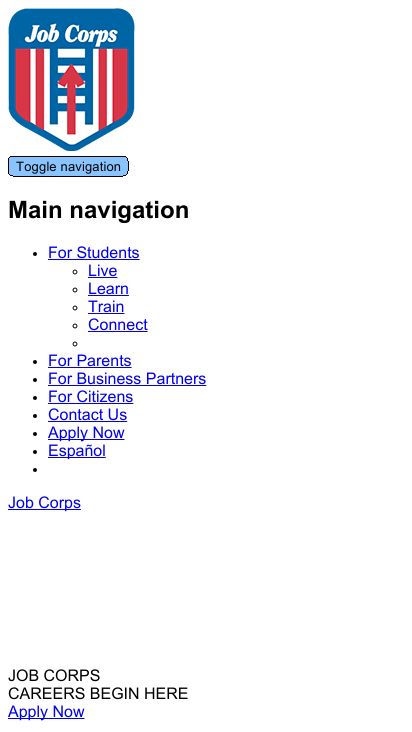 Job Corps
Toggle navigation
Main navigation
For Students
Live
Learn
Train
Connect
For Parents
For Business Partners
For Citizens
Contact Us
Apply Now
Español
Job Corps
JOB CORPS
CAREERS BEGIN HERE
Apply Now